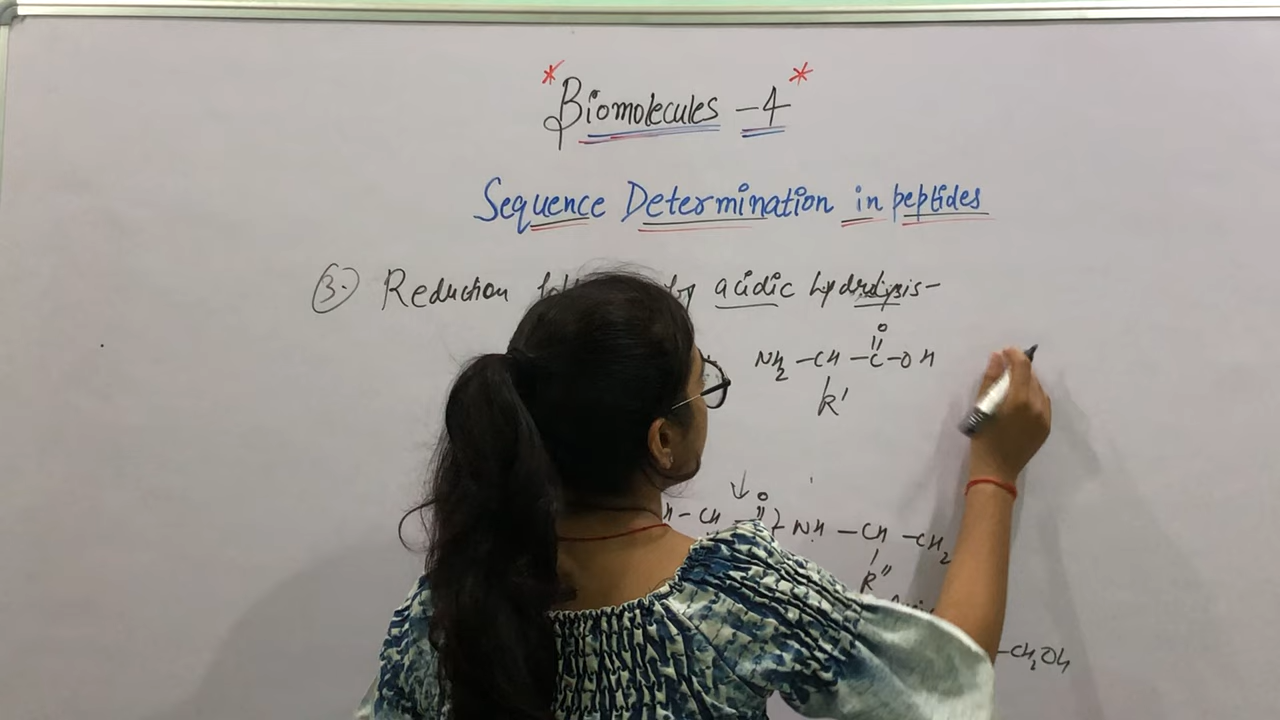 * Biomolecules -4 *
Sequence Determination in peptides
3. Reduction by acidic hydrolysis-
O
NH2 -CH -C-OH
R'
↓ O
-CH NH -CH -CH2
R"
-CH2OH